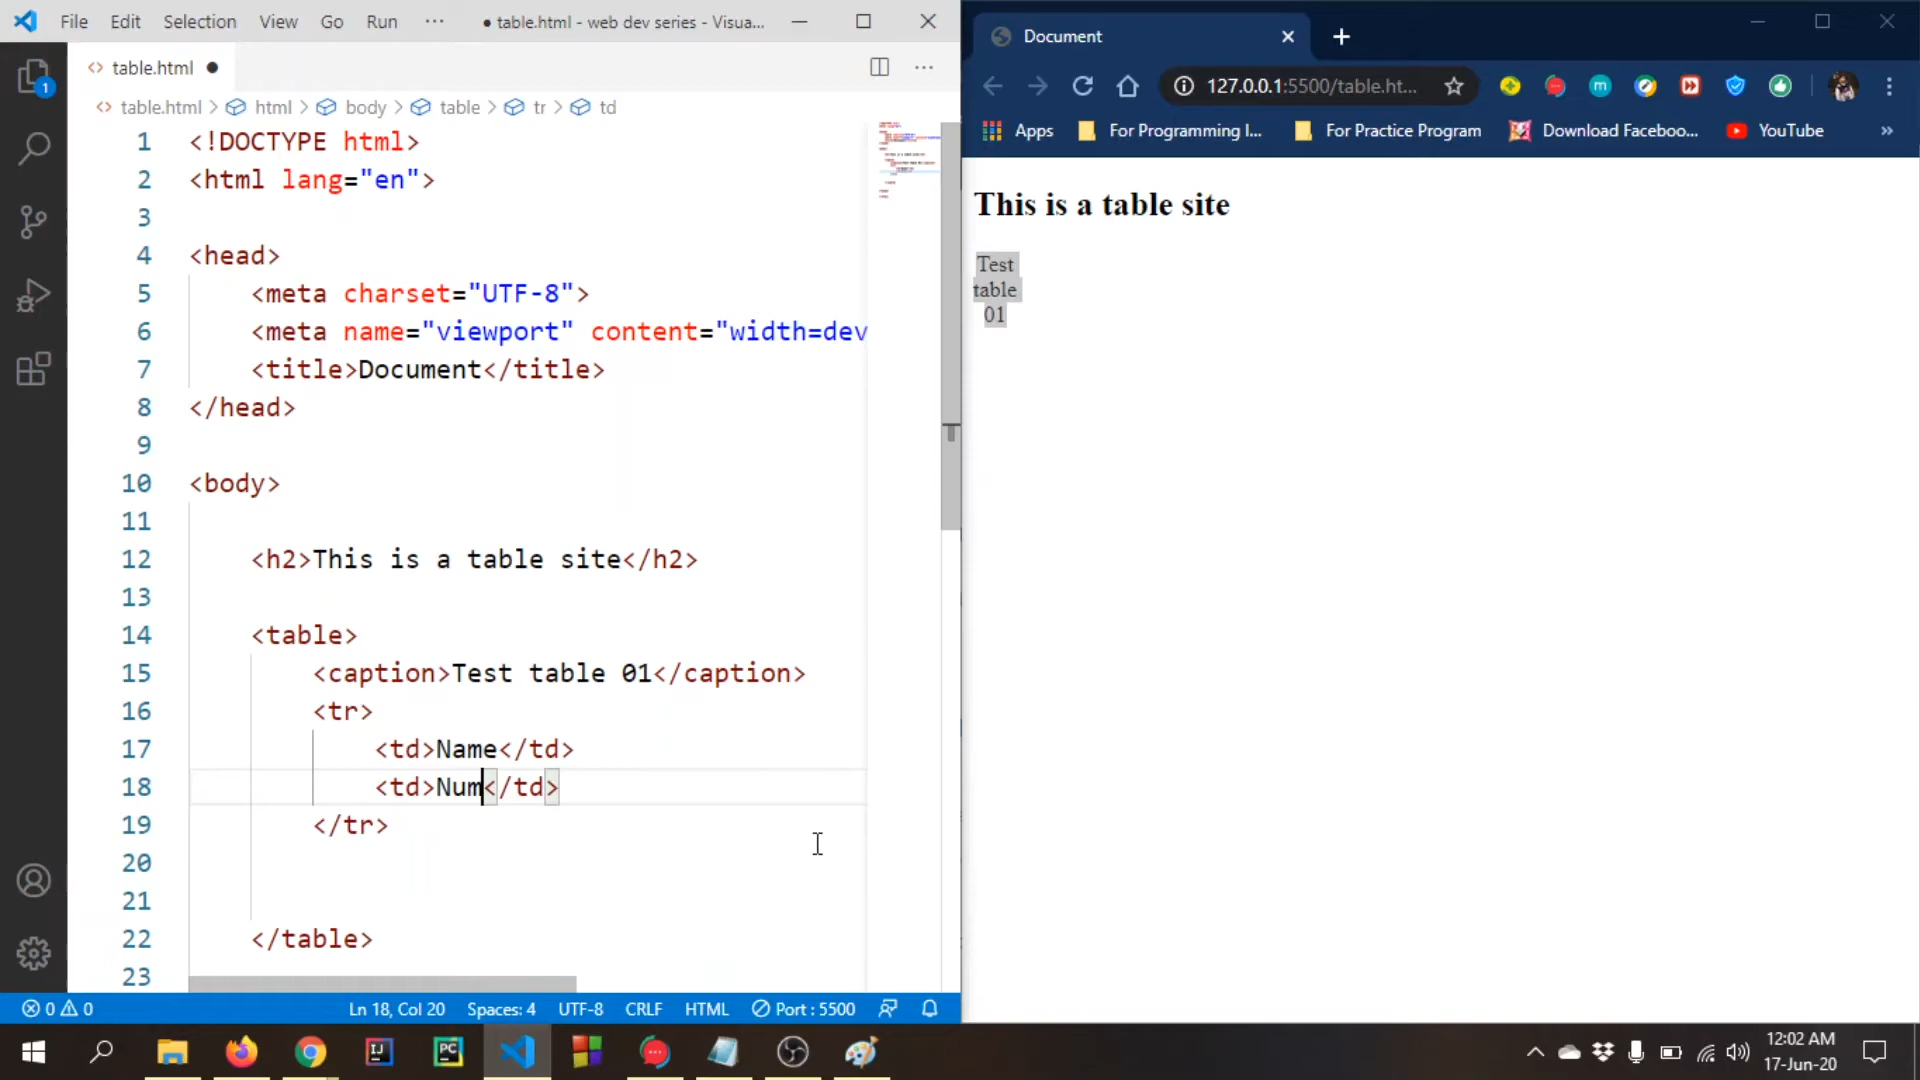 File Edit Selection View Go Run ··· ● table.html - web dev series - Visua...
table.html ●
table.html > html > body > table > tr > td
1 <!DOCTYPE html>
2 <html lang="en">
3
4 <head>
5 <meta charset="UTF-8">
6 <meta name="viewport" content="width=dev
7 <title>Document</title>
8 </head>
9
10 <body>
11
12 <h2>This is a table site</h2>
13
14 <table>
15 <caption>Test table 01</caption>
16 <tr>
17 <td>Name</td>
18 <td>Num</td>
19 </tr>
20
21
22 </table>
23
1
0 0 Ln 18, Col 20 Spaces: 4 UTF-8 CRLF HTML Port : 5500
Document
127.0.0.1:5500/table.ht...
m
Apps For Programming I... For Practice Program Download Faceboo... YouTube »
This is a table site
Test
table
01
IJ PC
12:02 AM
17-Jun-20